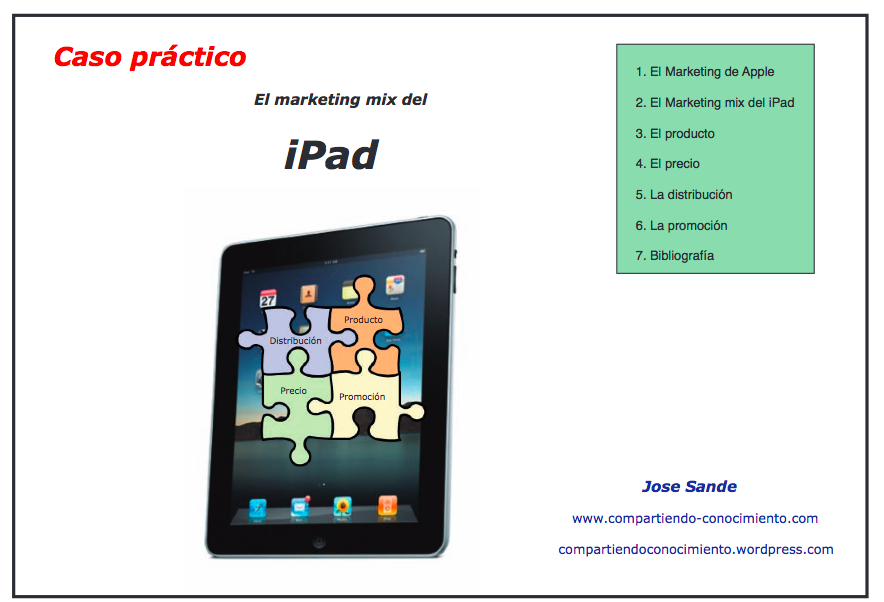 Caso práctico
El marketing mix del
iPad
1. El Marketing de Apple
2. El Marketing mix del iPad
3. El producto
4. El precio
5. La distribución
6. La promoción
7. Bibliografía
27
Producto
Distribución
Precio
Promoción
Jose Sande
www.compartiendo-conocimiento.com
compartiendoconocimiento.wordpress.com